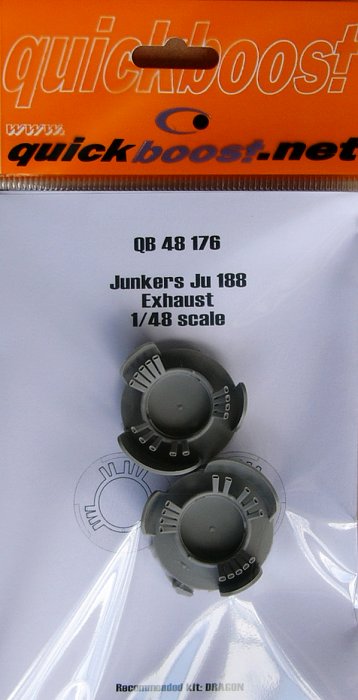 quickboost
www.
quickboost.net
QB 48 176
Junkers Ju 188
Exhaust
1/48 scale
Recommended kit: DRAGON